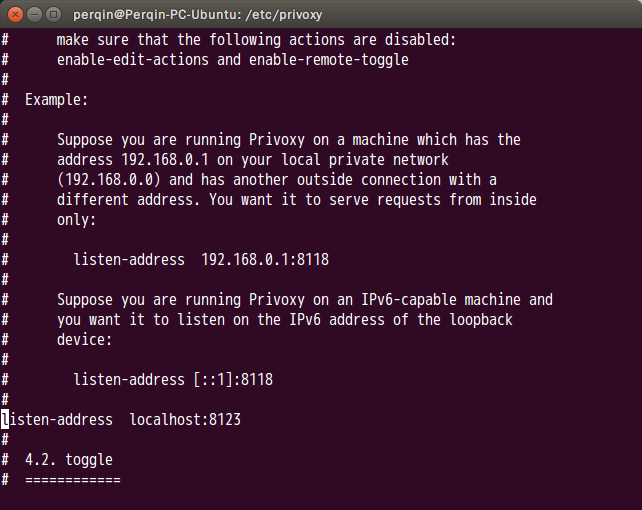 perqin@Perqin-PC-Ubuntu: /etc/privoxy
#      make sure that the following actions are disabled:
#      enable-edit-actions and enable-remote-toggle
#
#  Example:
#
#      Suppose you are running Privoxy on a machine which has the
#      address 192.168.0.1 on your local private network
#      (192.168.0.0) and has another outside connection with a
#      different address. You want it to serve requests from inside
#      only:
#
#        listen-address  192.168.0.1:8118
#
#      Suppose you are running Privoxy on an IPv6-capable machine and
#      you want it to listen on the IPv6 address of the loopback
#      device:
#
#        listen-address [::1]:8118
#
listen-address  localhost:8123
#
#  4.2. toggle
#  ============